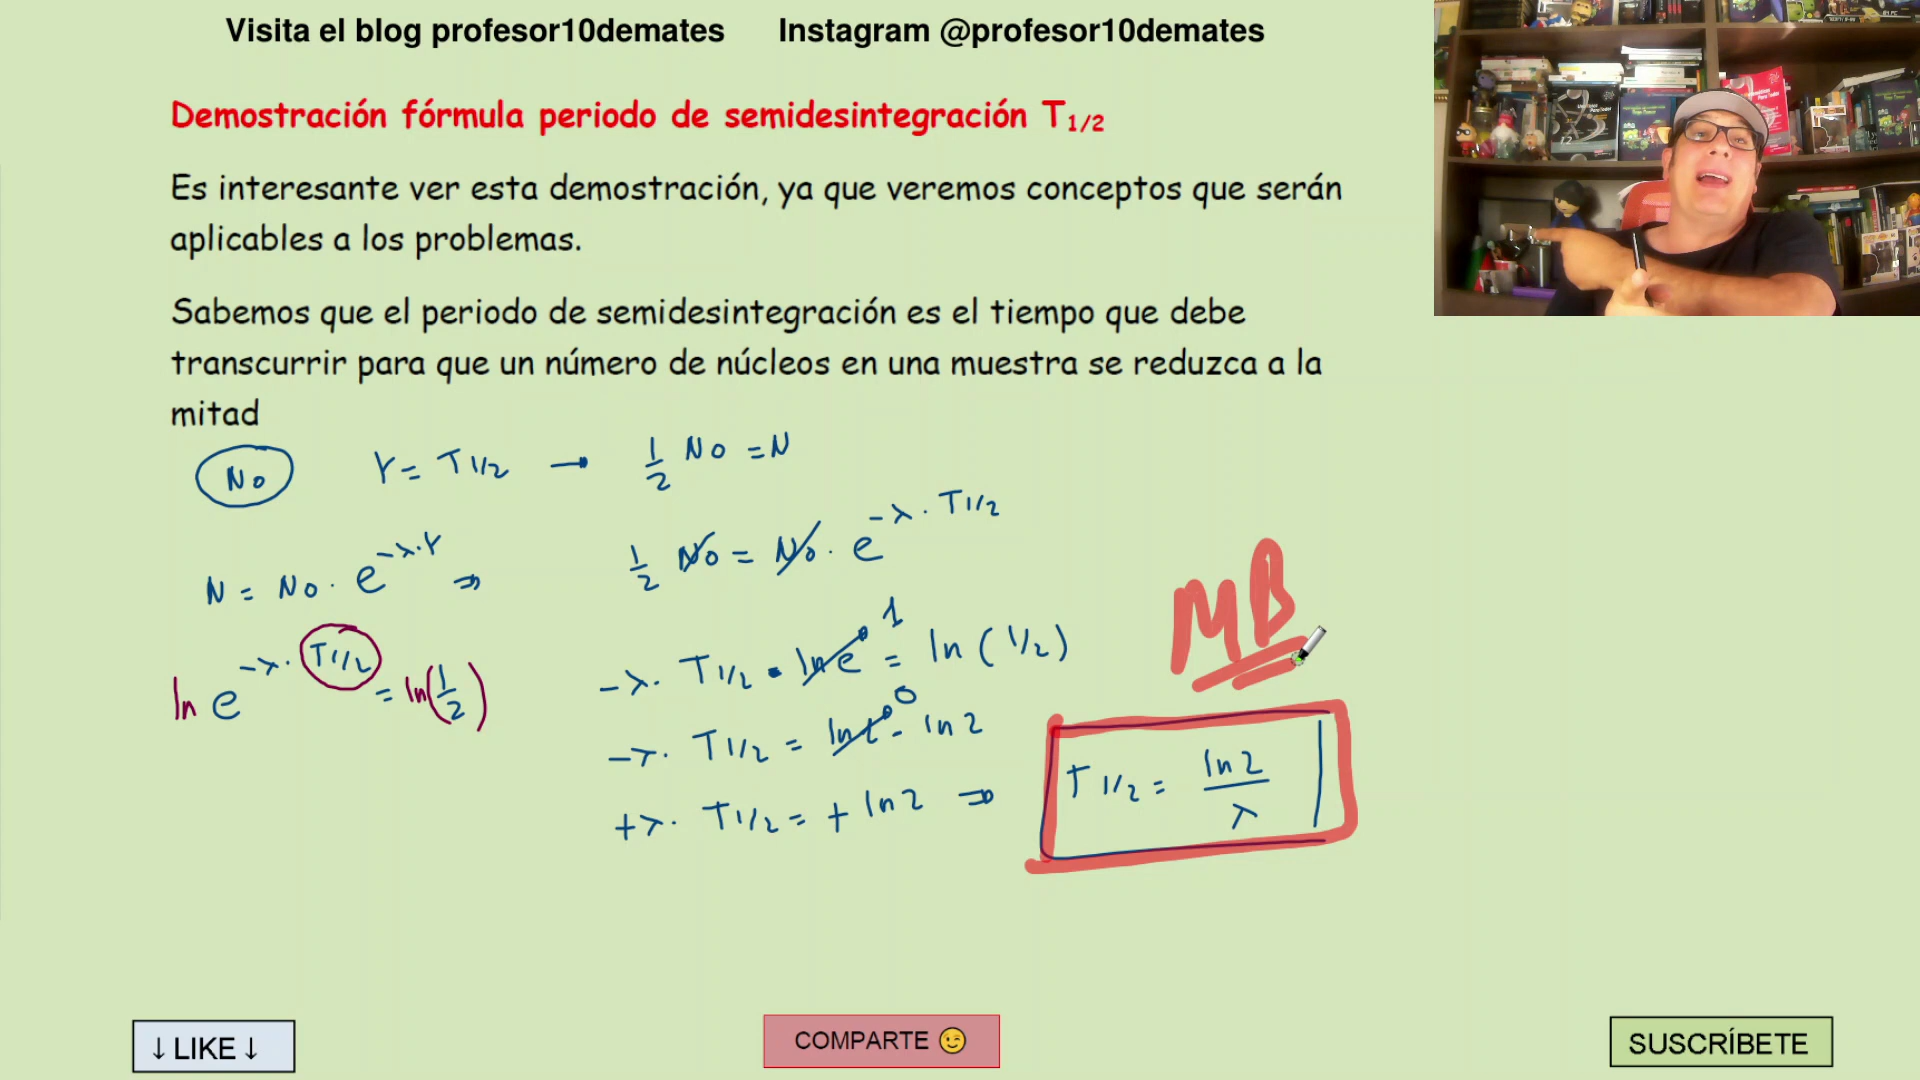 Visita el blog profesor10demates Instagram @profesor10demates
Demostración fórmula periodo de semidesintegración T1/2
Es interesante ver esta demostración, ya que veremos conceptos que serán
aplicables a los problemas.
Sabemos que el periodo de semidesintegración es el tiempo que debe
transcurrir para que un número de núcleos en una muestra se reduzca a la
mitad
No t = T1/2 → 1/2 No = N
N = No · e^-λ·t ⇒ 1/2 No = No · e^-λ·T1/2
ln e^-λ·T1/2 = ln(1/2)
-λ· T1/2 · ln e 1 = ln (1/2)
-λ· T1/2 = ln 1 0 - ln 2
+λ· T1/2 = + ln 2 ⇒
MB
T1/2 = ln 2/λ
↓ LIKE ↓ COMPARTE 😉 SUSCRÍBETE